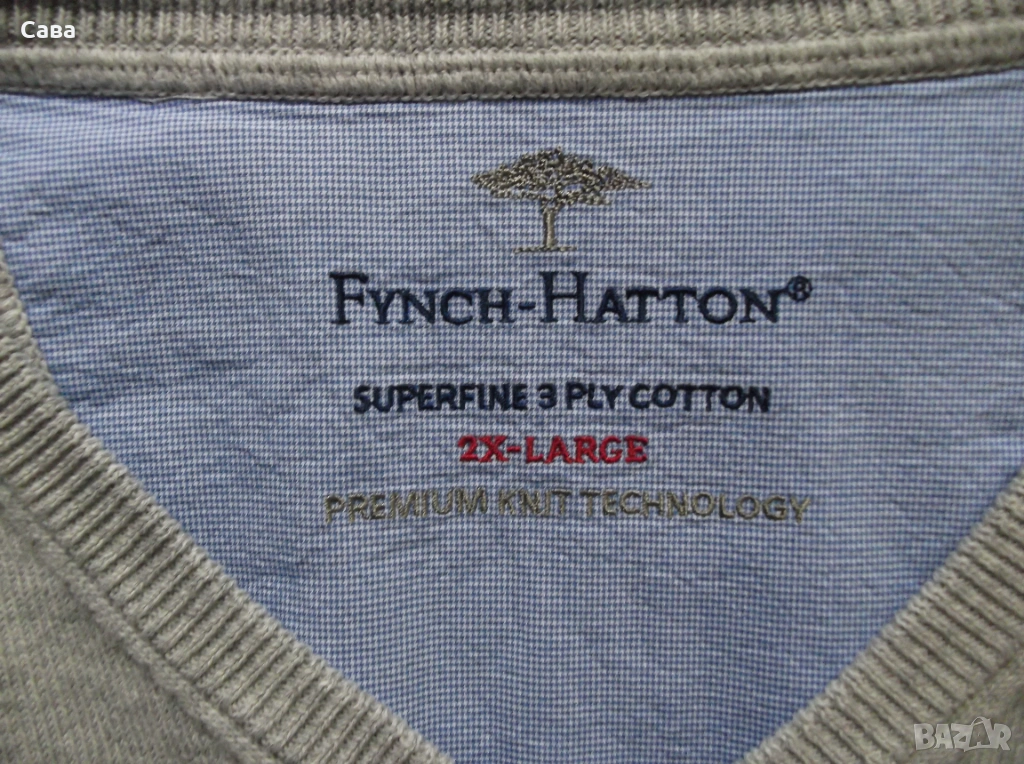 Сава
FYNCH-HATTON®
SUPERFINE 3 PLY COTTON
2X-LARGE
PREMIUM KNIT TECHNOLOGY
BAZAR